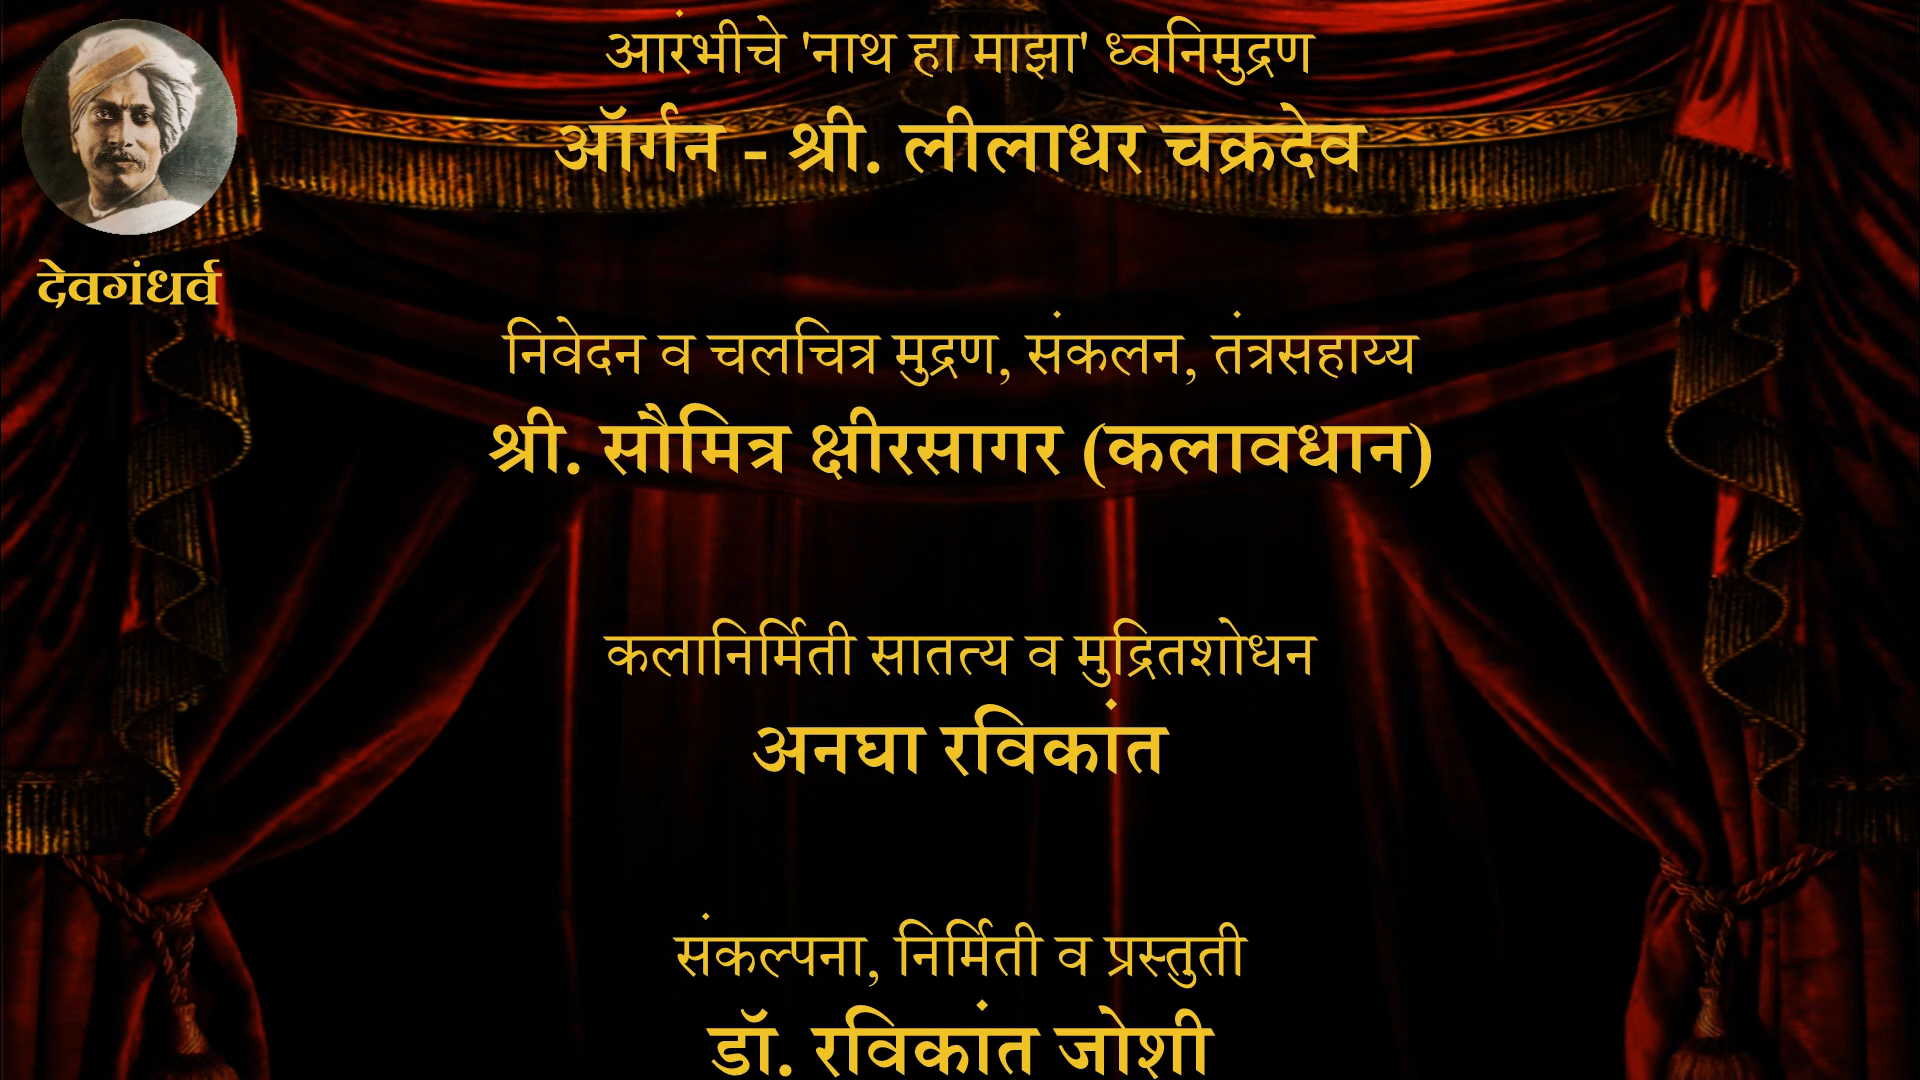 आरंभीचे 'नाथ हा माझा' ध्वनिमुद्रण
ऑर्गन - श्री. लीलाधर चक्रदेव
देवगंधर्व
निवेदन व चलचित्र मुद्रण, संकलन, तंत्रसहाय्य
श्री. सौमित्र क्षीरसागर (कलावधान)
कलानिर्मिती सातत्य व मुद्रितशोधन
अनघा रविकांत
संकल्पना, निर्मिती व प्रस्तुती
डॉ. रविकांत जोशी